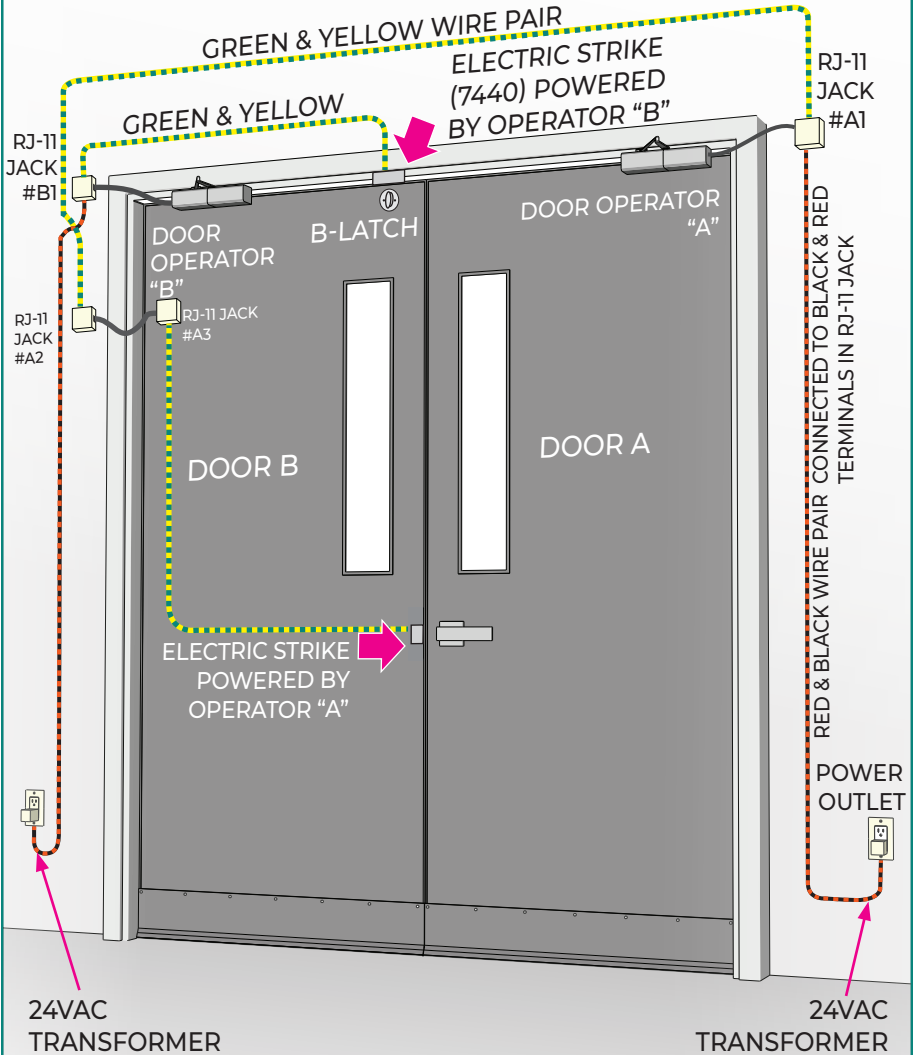 GREEN & YELLOW WIRE PAIR
ELECTRIC STRIKE
(7440) POWERED
BY OPERATOR "B"
RJ-11
JACK
#A1
GREEN & YELLOW
RJ-11
JACK
#B1
DOOR
OPERATOR
"B"
B-LATCH
DOOR OPERATOR
"A"
RJ-11
JACK
#A2
RJ-11 JACK
#A3
RED & BLACK WIRE PAIR CONNECTED TO BLACK & RED
TERMINALS IN RJ-11 JACK
DOOR B
DOOR A
ELECTRIC STRIKE
POWERED BY
OPERATOR "A"
POWER
OUTLET
24VAC
TRANSFORMER
24VAC
TRANSFORMER